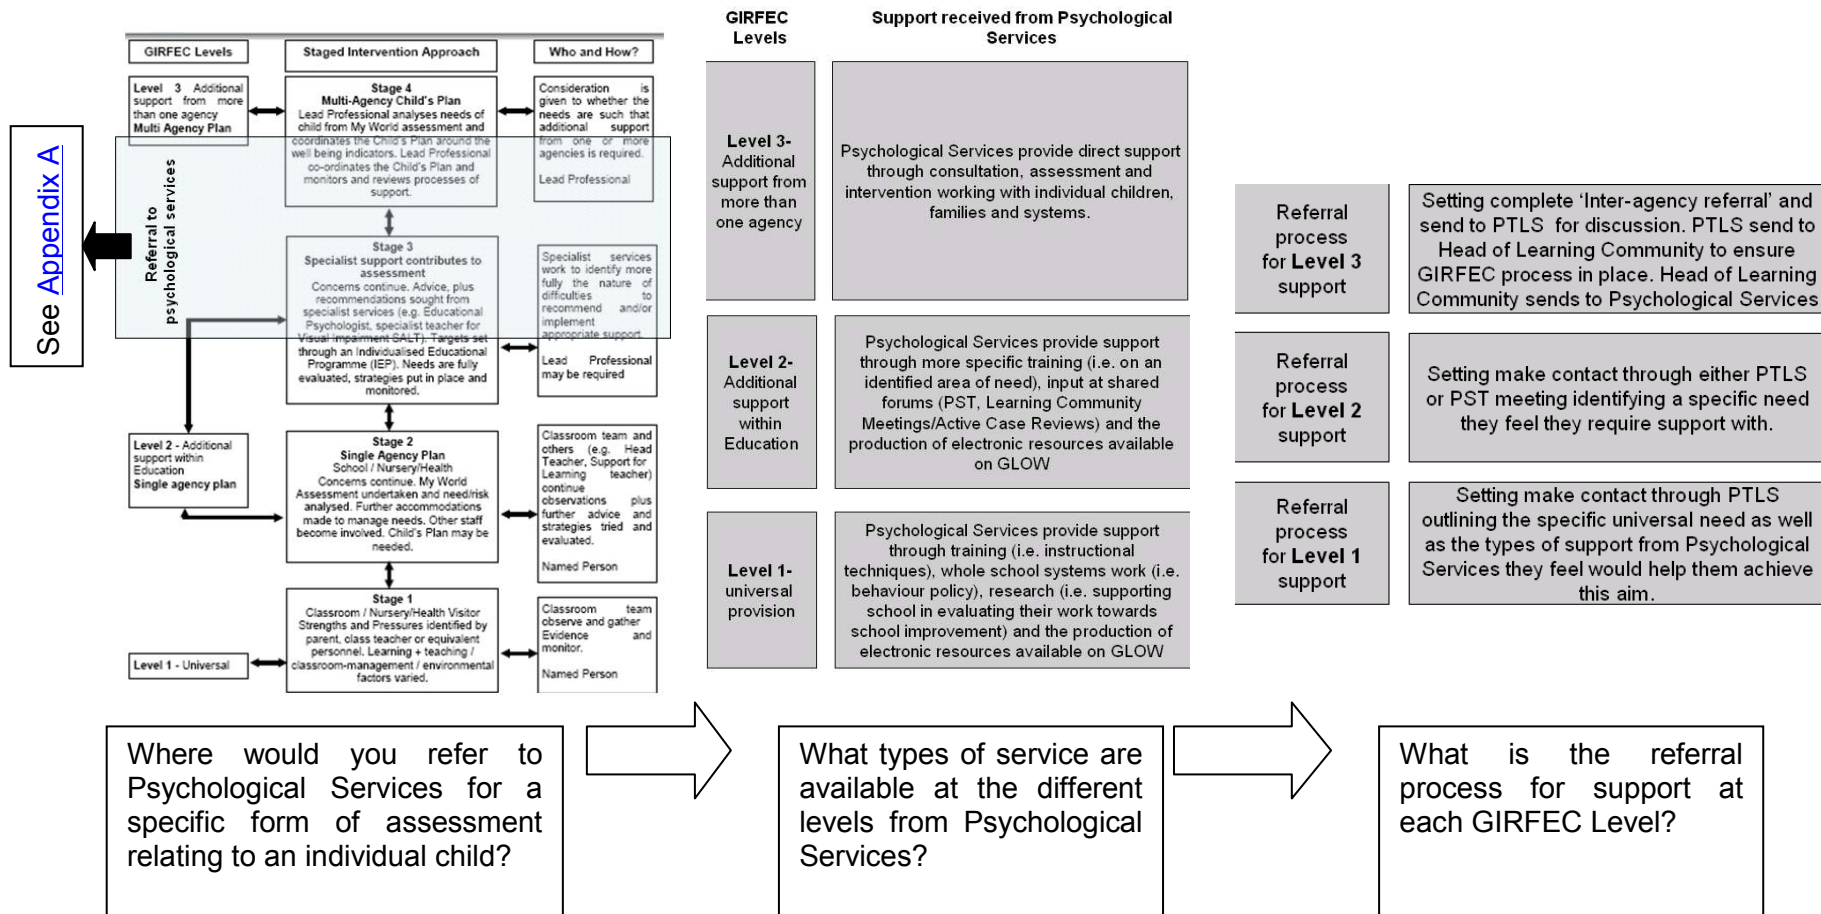 See Appendix A
GIRFEC Levels
Staged Intervention Approach
Who and How?
Level 3 Additional
support from more
than one agency
Multi Agency Plan
Stage 4
Multi-Agency Child's Plan
Lead Professional analyses needs of
child from My World assessment and
coordinates the Child's Plan around the
well being indicators. Lead Professional
co-ordinates the Child's Plan and
monitors and reviews processes of
support.
Consideration is
given to whether the
needs are such that
additional support
from one or more
agencies is required.
Lead Professional
Referral to
psychological services
Stage 3
Specialist support contributes to
assessment
Concerns continue. Advice, plus
recommendations sought from
specialist services (e.g. Educational
Psychologist, specialist teacher for
Visual Impairment SALT). Targets set
through an Individualised Educational
Programme (IEP). Needs are fully
evaluated, strategies put in place and
monitored.
Specialist services
work to identify more
fully the nature of
difficulties to
recommend and/or
implement
appropriate support.
Lead Professional
may be required
Level 2 - Additional
support within
Education
Single agency plan
Stage 2
Single Agency Plan
School / Nursery/Health
Concerns continue. My World
Assessment undertaken and need/risk
analysed. Further accommodations
made to manage needs. Other staff
become involved. Child's Plan may be
needed.
Classroom team and
others (e.g. Head
Teacher, Support for
Learning teacher)
continue
observations plus
further advice and
strategies tried and
evaluated.
Named Person
Level 1 - Universal
Stage 1
Classroom / Nursery/Health Visitor
Strengths and Pressures identified by
parent, class teacher or equivalent
personnel. Learning + teaching /
classroom-management / environmental
factors varied.
Classroom team
observe and gather
Evidence and
monitor.
Named Person
GIRFEC
Levels
Support received from Psychological
Services
Level 3-
Additional
support from
more than
one agency
Psychological Services provide direct support
through consultation, assessment and
intervention working with individual children,
families and systems.
Level 2-
Additional
support
within
Education
Psychological Services provide support
through more specific training (i.e. on an
identified area of need), input at shared
forums (PST, Learning Community
Meetings/Active Case Reviews) and the
production of electronic resources available
on GLOW
Level 1-
universal
provision
Psychological Services provide support
through training (i.e. instructional
techniques), whole school systems work (i.e.
behaviour policy), research (i.e. supporting
school in evaluating their work towards
school improvement) and the production of
electronic resources available on GLOW
Referral
process
for Level 3
support
Setting complete 'Inter-agency referral' and
send to PTLS for discussion. PTLS send to
Head of Learning Community to ensure
GIRFEC process in place. Head of Learning
Community sends to Psychological Services
Referral
process
for Level 2
support
Setting make contact through either PTLS
or PST meeting identifying a specific need
they feel they require support with.
Referral
process
for Level 1
support
Setting make contact through PTLS
outlining the specific universal need as well
as the types of support from Psychological
Services they feel would help them achieve
this aim.
Where would you refer to
Psychological Services for a
specific form of assessment
relating to an individual child?
What types of service are
available at the different
levels from Psychological
Services?
What is the referral
process for support at
each GIRFEC Level?